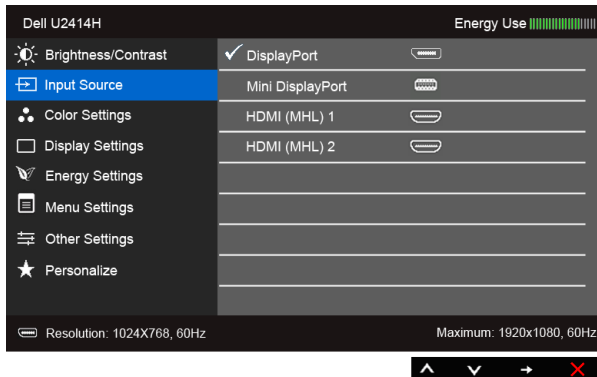 Dell U2414H Energy Use
Brightness/Contrast DisplayPort
Input Source Mini DisplayPort
Color Settings HDMI (MHL) 1
Display Settings HDMI (MHL) 2
Energy Settings
Menu Settings
Other Settings
Personalize
Resolution: 1024X768, 60Hz Maximum: 1920x1080, 60Hz